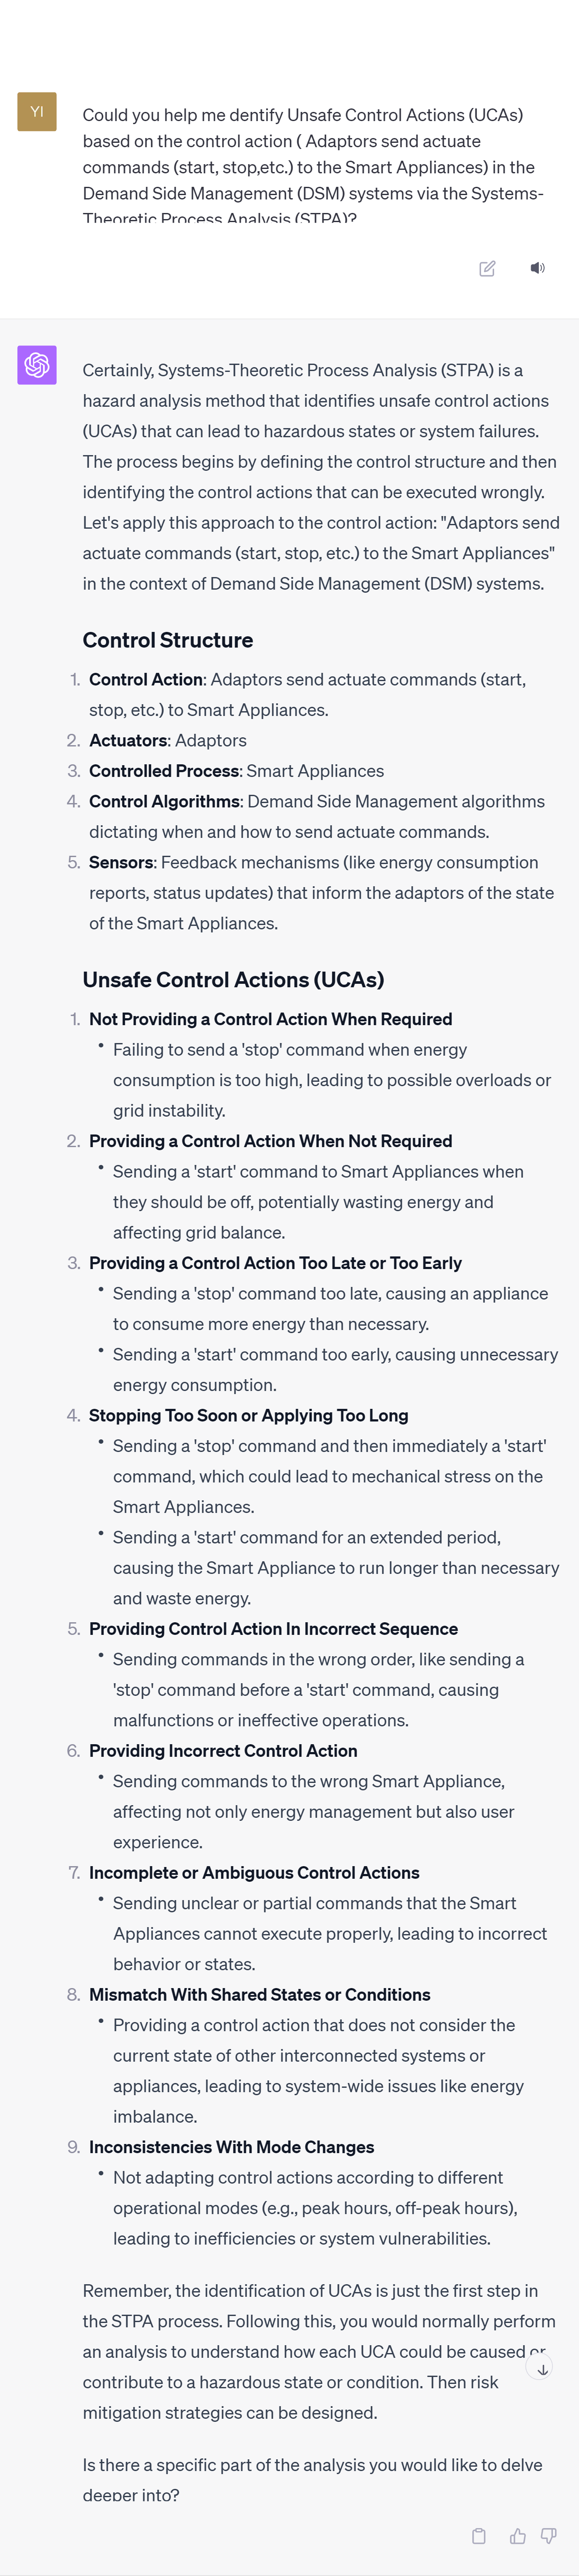 YI
Could you help me dentify Unsafe Control Actions (UCAs)
based on the control action ( Adaptors send actuate
commands (start, stop,etc.) to the Smart Appliances) in the
Demand Side Management (DSM) systems via the Systems-
Theoretic Process Analysis (STPA)?
Certainly, Systems-Theoretic Process Analysis (STPA) is a
hazard analysis method that identifies unsafe control actions
(UCAs) that can lead to hazardous states or system failures.
The process begins by defining the control structure and then
identifying the control actions that can be executed wrongly.
Let's apply this approach to the control action: "Adaptors send
actuate commands (start, stop, etc.) to the Smart Appliances"
in the context of Demand Side Management (DSM) systems.
Control Structure
1. Control Action: Adaptors send actuate commands (start,
stop, etc.) to Smart Appliances.
2. Actuators: Adaptors
3. Controlled Process: Smart Appliances
4. Control Algorithms: Demand Side Management algorithms
dictating when and how to send actuate commands.
5. Sensors: Feedback mechanisms (like energy consumption
reports, status updates) that inform the adaptors of the state
of the Smart Appliances.
Unsafe Control Actions (UCAs)
1. Not Providing a Control Action When Required
• Failing to send a 'stop' command when energy
consumption is too high, leading to possible overloads or
grid instability.
2. Providing a Control Action When Not Required
• Sending a 'start' command to Smart Appliances when
they should be off, potentially wasting energy and
affecting grid balance.
3. Providing a Control Action Too Late or Too Early
• Sending a 'stop' command too late, causing an appliance
to consume more energy than necessary.
• Sending a 'start' command too early, causing unnecessary
energy consumption.
4. Stopping Too Soon or Applying Too Long
• Sending a 'stop' command and then immediately a 'start'
command, which could lead to mechanical stress on the
Smart Appliances.
• Sending a 'start' command for an extended period,
causing the Smart Appliance to run longer than necessary
and waste energy.
5. Providing Control Action In Incorrect Sequence
• Sending commands in the wrong order, like sending a
'stop' command before a 'start' command, causing
malfunctions or ineffective operations.
6. Providing Incorrect Control Action
• Sending commands to the wrong Smart Appliance,
affecting not only energy management but also user
experience.
7. Incomplete or Ambiguous Control Actions
• Sending unclear or partial commands that the Smart
Appliances cannot execute properly, leading to incorrect
behavior or states.
8. Mismatch With Shared States or Conditions
• Providing a control action that does not consider the
current state of other interconnected systems or
appliances, leading to system-wide issues like energy
imbalance.
9. Inconsistencies With Mode Changes
• Not adapting control actions according to different
operational modes (e.g., peak hours, off-peak hours),
leading to inefficiencies or system vulnerabilities.
Remember, the identification of UCAs is just the first step in
the STPA process. Following this, you would normally perform
an analysis to understand how each UCA could be caused or
contribute to a hazardous state or condition. Then risk
mitigation strategies can be designed.
Is there a specific part of the analysis you would like to delve
deeper into?